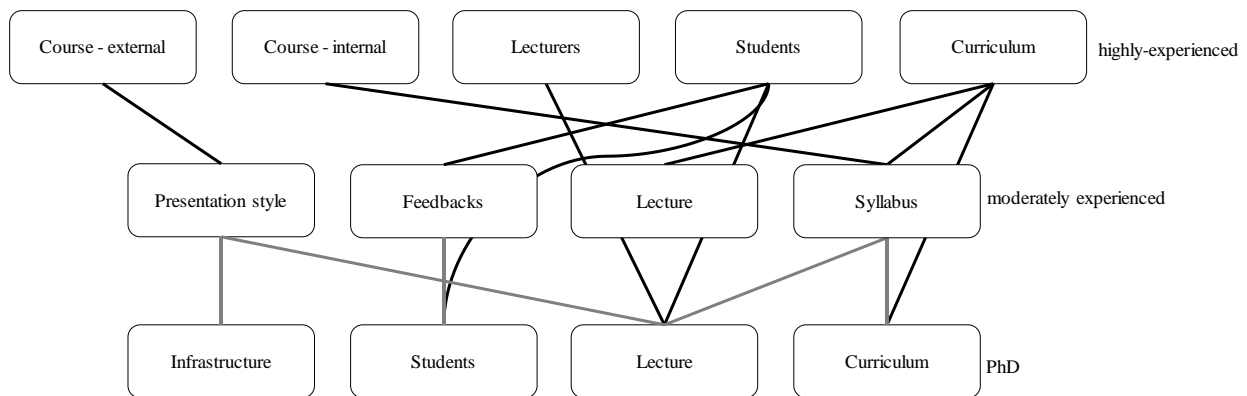 Course - external
Course - internal
Lecturers
Students
Curriculum
highly-experienced
Presentation style
Feedbacks
Lecture
Syllabus
moderately experienced
Infrastructure
Students
Lecture
Curriculum
PhD